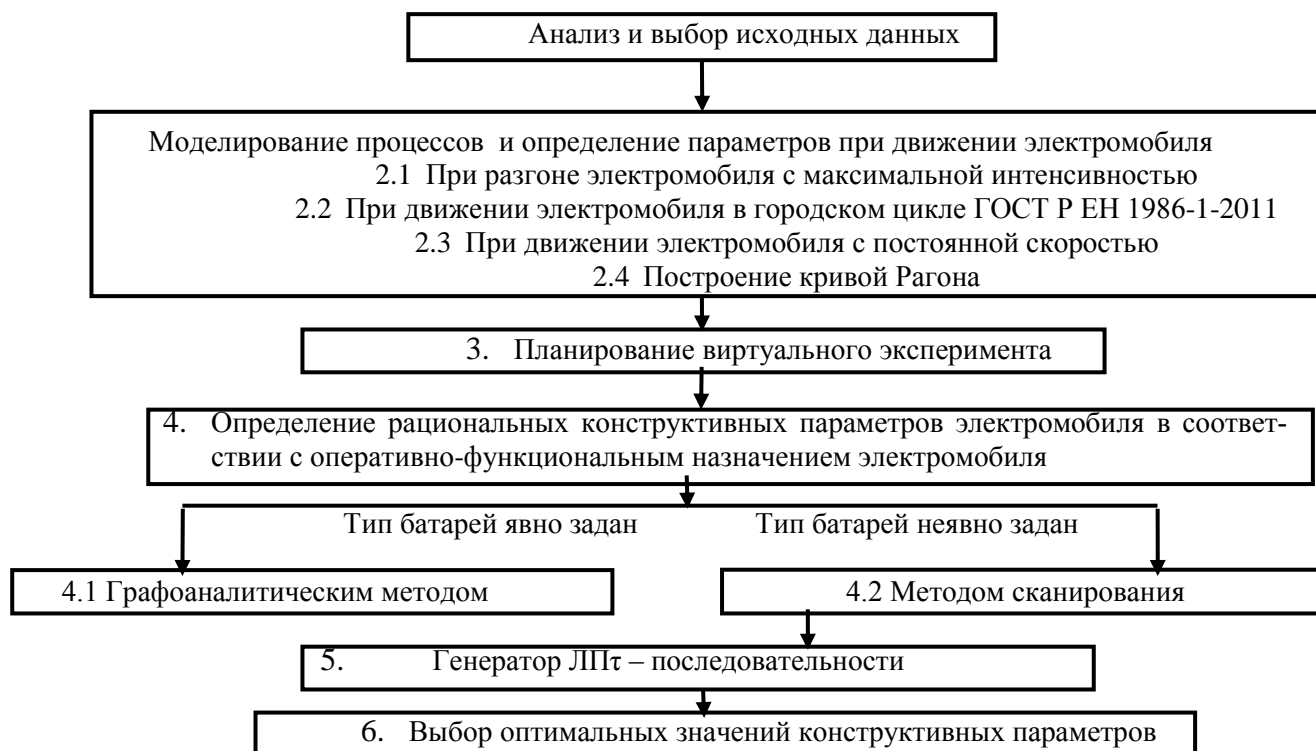 Анализ и выбор исходных данных
Моделирование процессов и определение параметров при движении электромобиля
2.1 При разгоне электромобиля с максимальной интенсивностью
2.2 При движении электромобиля в городском цикле ГОСТ Р ЕН 1986-1-2011
2.3 При движении электромобиля с постоянной скоростью
2.4 Построение кривой Рагона
3. Планирование виртуального эксперимента
4. Определение рациональных конструктивных параметров электромобиля в соответ-
ствии с оперативно-функциональным назначением электромобиля
Тип батарей явно задан Тип батарей неявно задан
4.1 Графоаналитическим методом 4.2 Методом сканирования
5. Генератор ЛПτ – последовательности
6. Выбор оптимальных значений конструктивных параметров